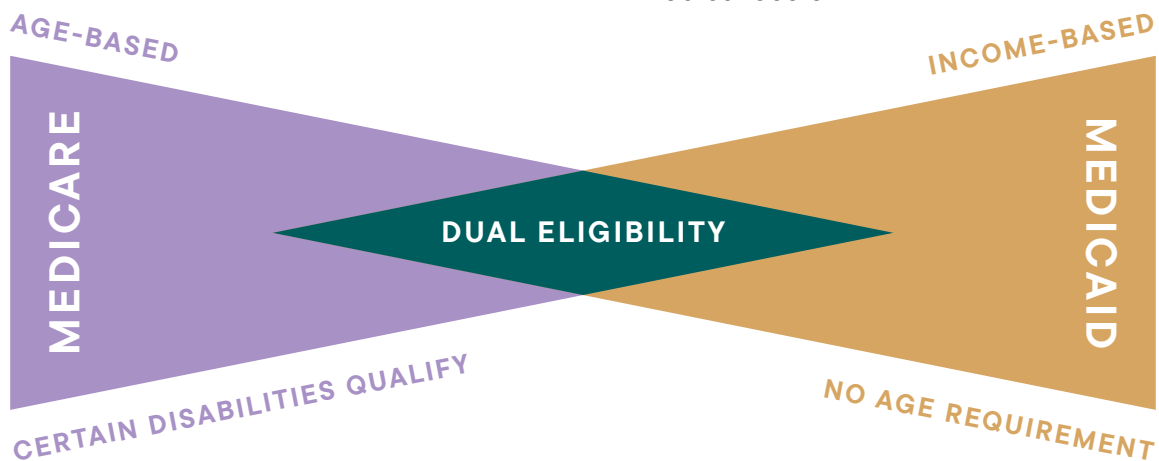 AGE-BASED
INCOME-BASED
MEDICARE
DUAL ELIGIBILITY
MEDICAID
CERTAIN DISABILITIES QUALIFY
NO AGE REQUIREMENT